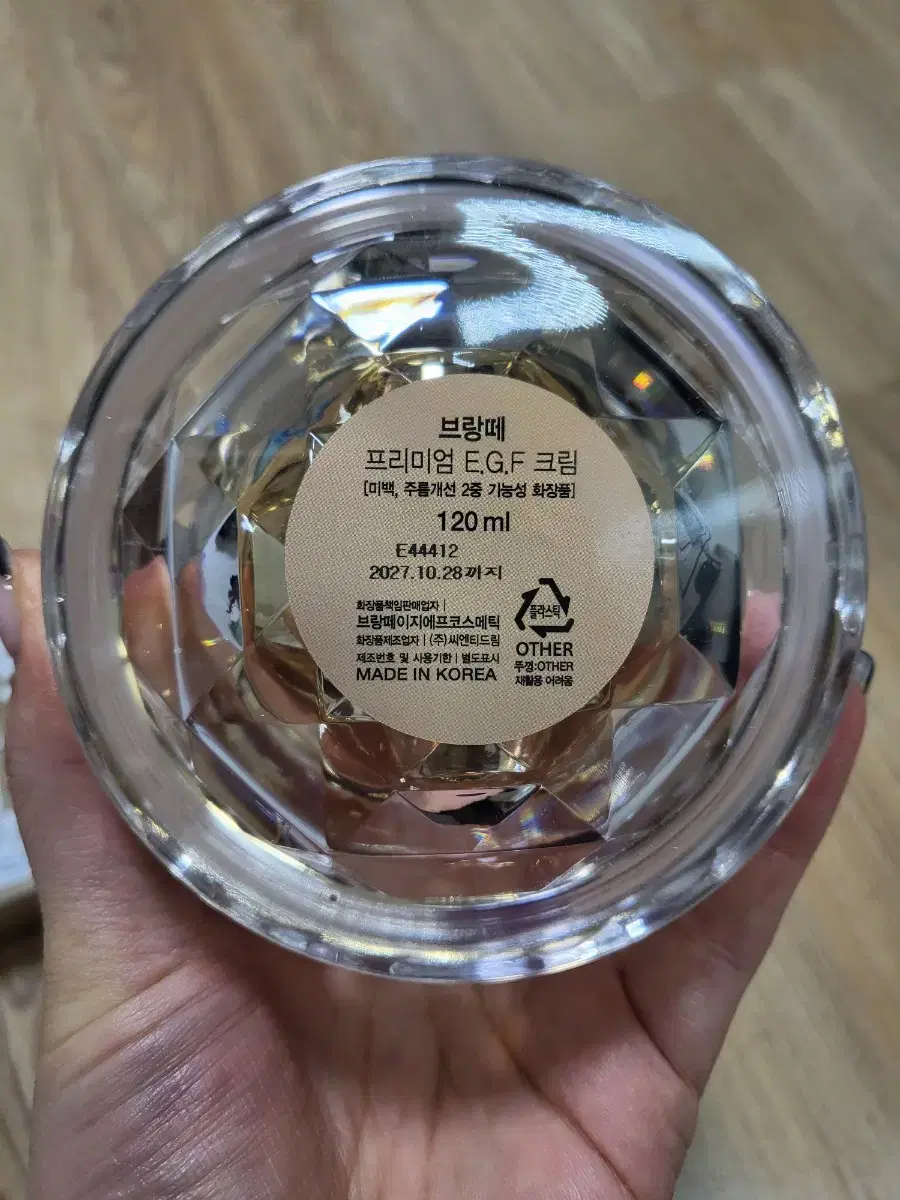 브랑떼
프리미엄 E.G.F 크림
[미백, 주름개선 2중 기능성 화장품]
120 ml
E44412
2027.10.28까지
화장품책임판매업자 |
브랑떼이지에프코스메틱
화장품제조업자 | (주)씨엔티드림
제조번호 및 사용기한 | 별도표시
MADE IN KOREA
플라스틱
OTHER
뚜껑:OTHER
재활용 어려움